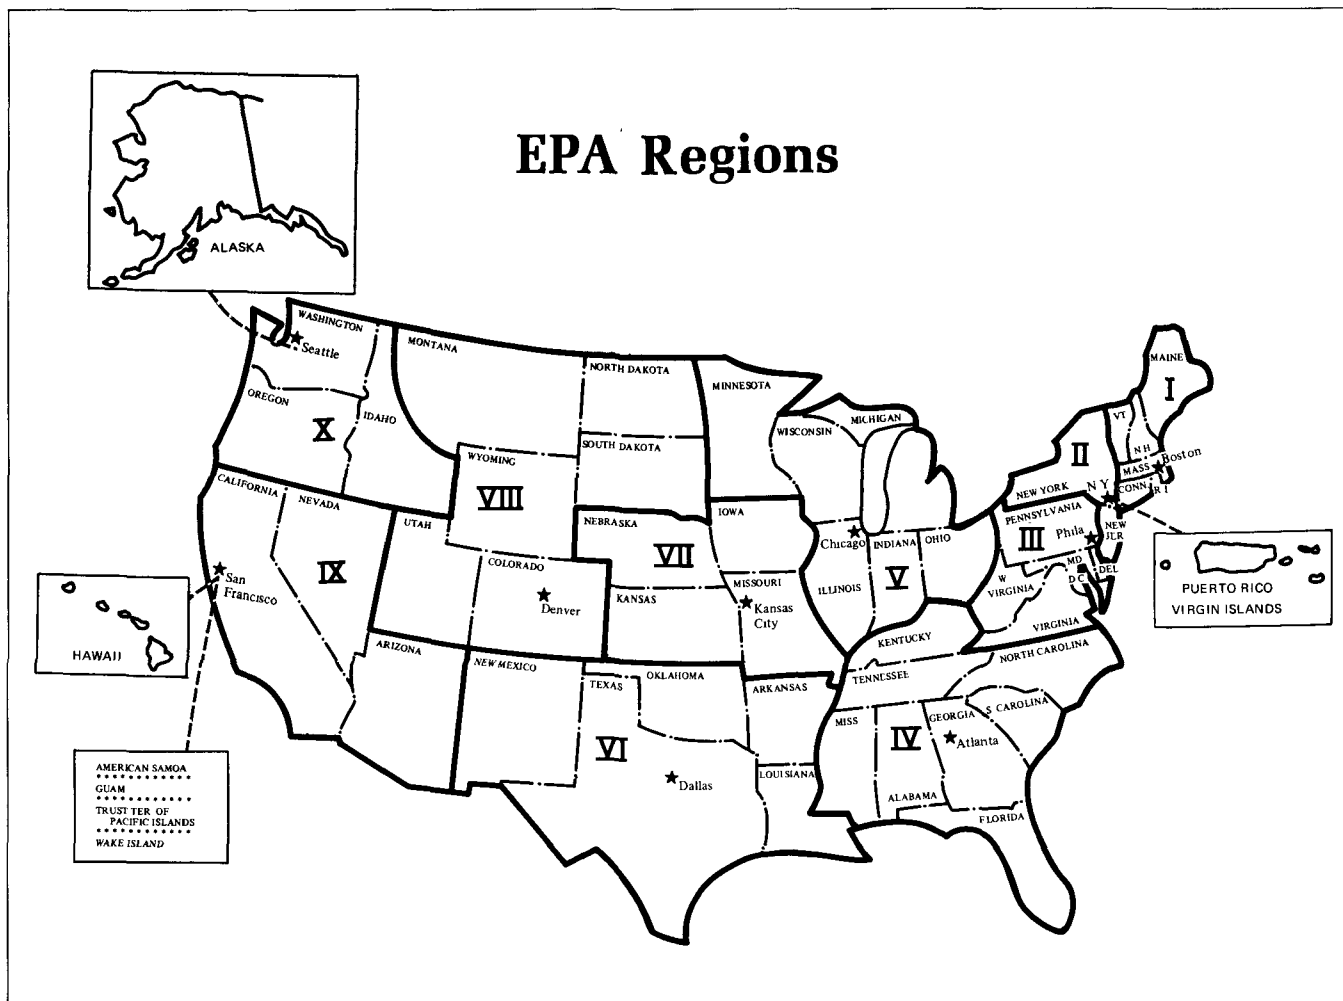 EPA Regions
ALASKA
WASHINGTON
Seattle
MONTANA
NORTH DAKOTA
MINNESOTA
OREGON
IDAHO
X
WYOMING
SOUTH DAKOTA
WISCONSIN
MICHIGAN
MAINE
I
VT
N H
II
MASS
Boston
CONN
R I
NEW YORK
N Y
CALIFORNIA
NEVADA
UTAH
VIII
NEBRASKA
IOWA
VII
PENNSYLVANIA
III
Phila
NEW
JER
Chicago
INDIANA
OHIO
IX
COLORADO
San
Francisco
Denver
KANSAS
MISSOURI
Kansas
City
ILLINOIS
V
W
VIRGINIA
MD
D C
DEL
VIRGINIA
PUERTO RICO
VIRGIN ISLANDS
HAWAII
ARIZONA
NEW MEXICO
TEXAS
OKLAHOMA
ARKANSAS
KENTUCKY
TENNESSEE
NORTH CAROLINA
MISS
GEORGIA
S CAROLINA
IV
Atlanta
VI
Dallas
LOUISIANA
ALABAMA
FLORIDA
AMERICAN SAMOA
GUAM
TRUST TER OF
PACIFIC ISLANDS
WAKE ISLAND